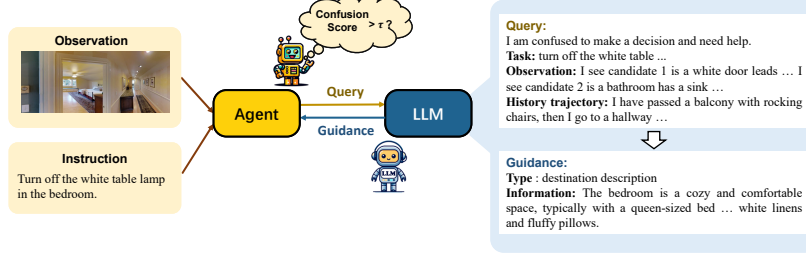 Observation
Instruction
Turn off the white table lamp
in the bedroom.
Confusion
Score > τ ?
Agent
Query
Guidance
LLM
LLM
Query:
I am confused to make a decision and need help.
Task: turn off the white table ...
Observation: I see candidate 1 is a white door leads … I
see candidate 2 is a bathroom has a sink …
History trajectory: I have passed a balcony with rocking
chairs, then I go to a hallway …
Guidance:
Type : destination description
Information: The bedroom is a cozy and comfortable
space, typically with a queen-sized bed … white linens
and fluffy pillows.